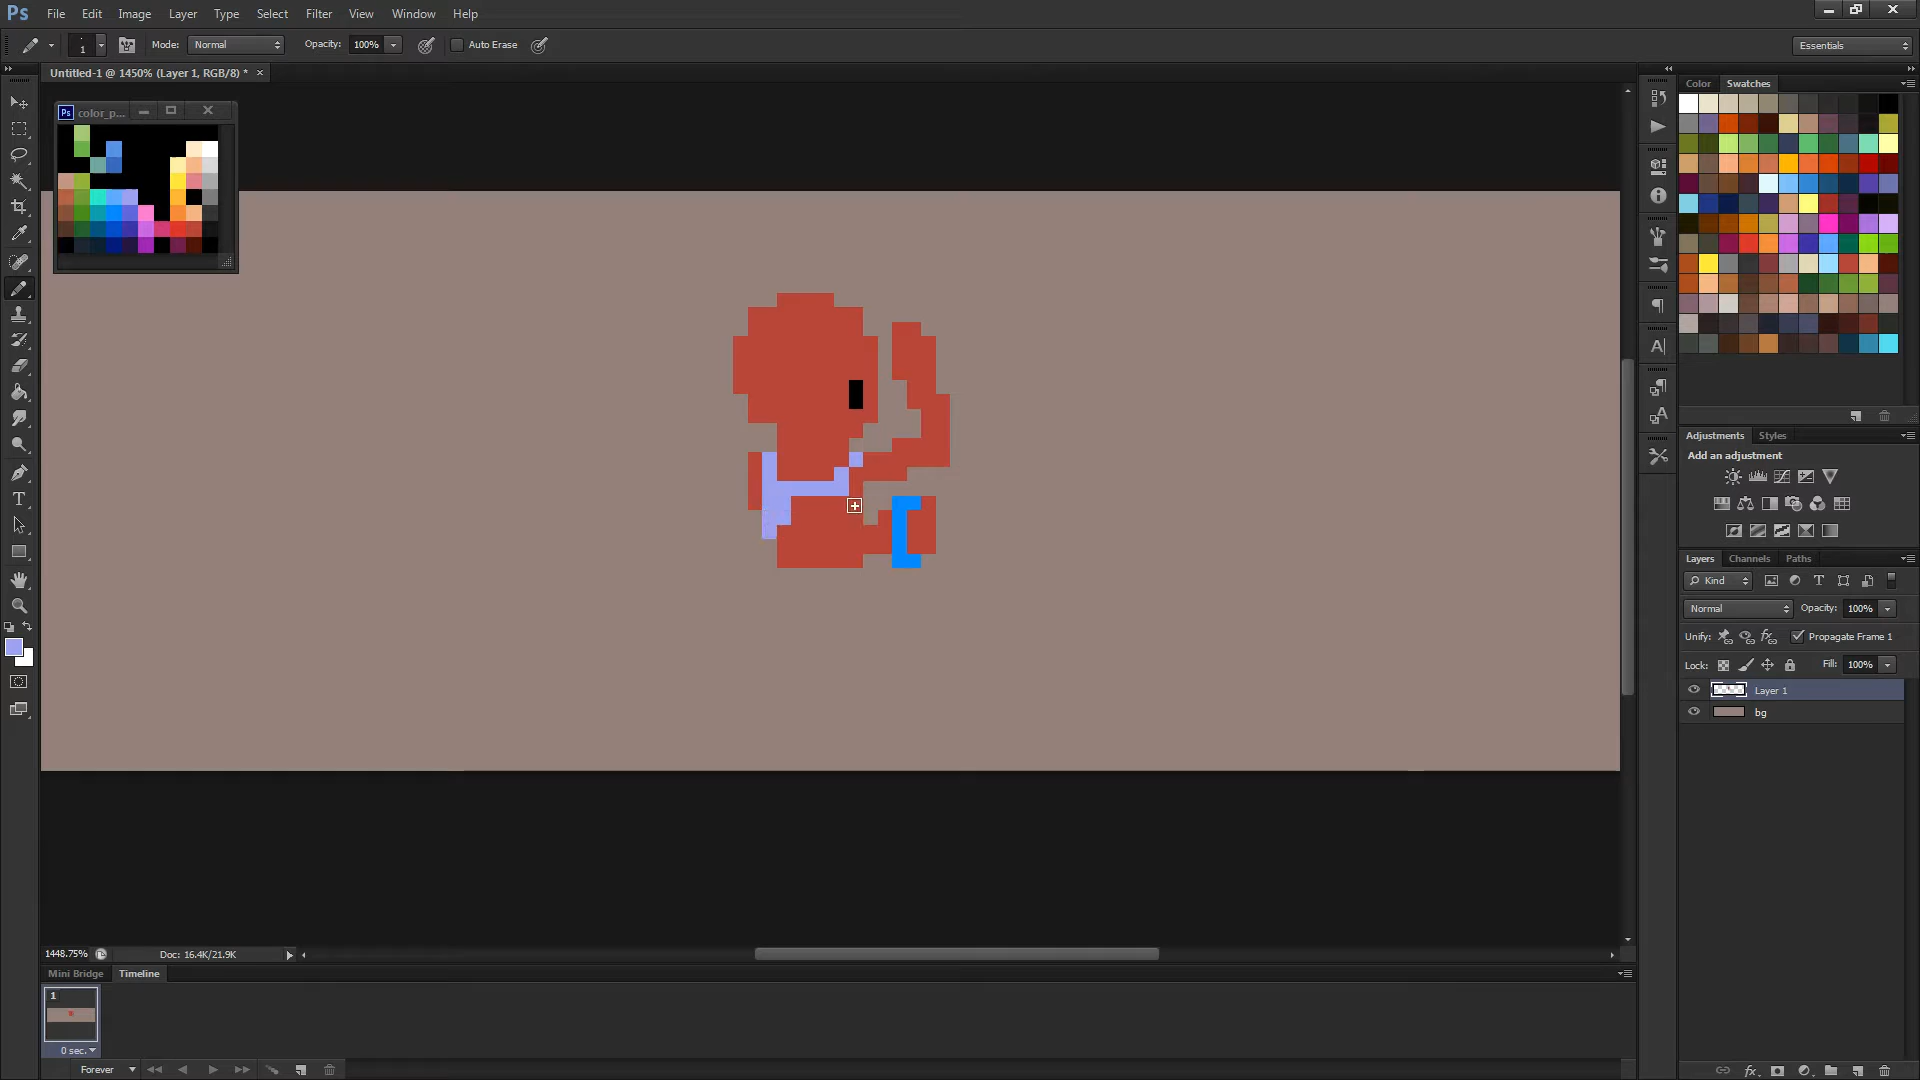 Ps File Edit Image Layer Type Select Filter 3D View Window Help
1 Mode: Normal Opacity: 100% Auto Erase Essentials
Untitled-1 @ 1450% (Layer 1, RGB/8) * ×
Color Swatches
Ps color_p...
Adjustments Styles
Add an adjustment
Layers Channels Paths
Kind
Normal Opacity: 100%
Unify: Propagate Frame 1
Lock: Fill: 100%
Layer 1
bg
1448.75% Doc: 16.4K/21.9K
Mini Bridge Timeline
1
0 sec.
Forever